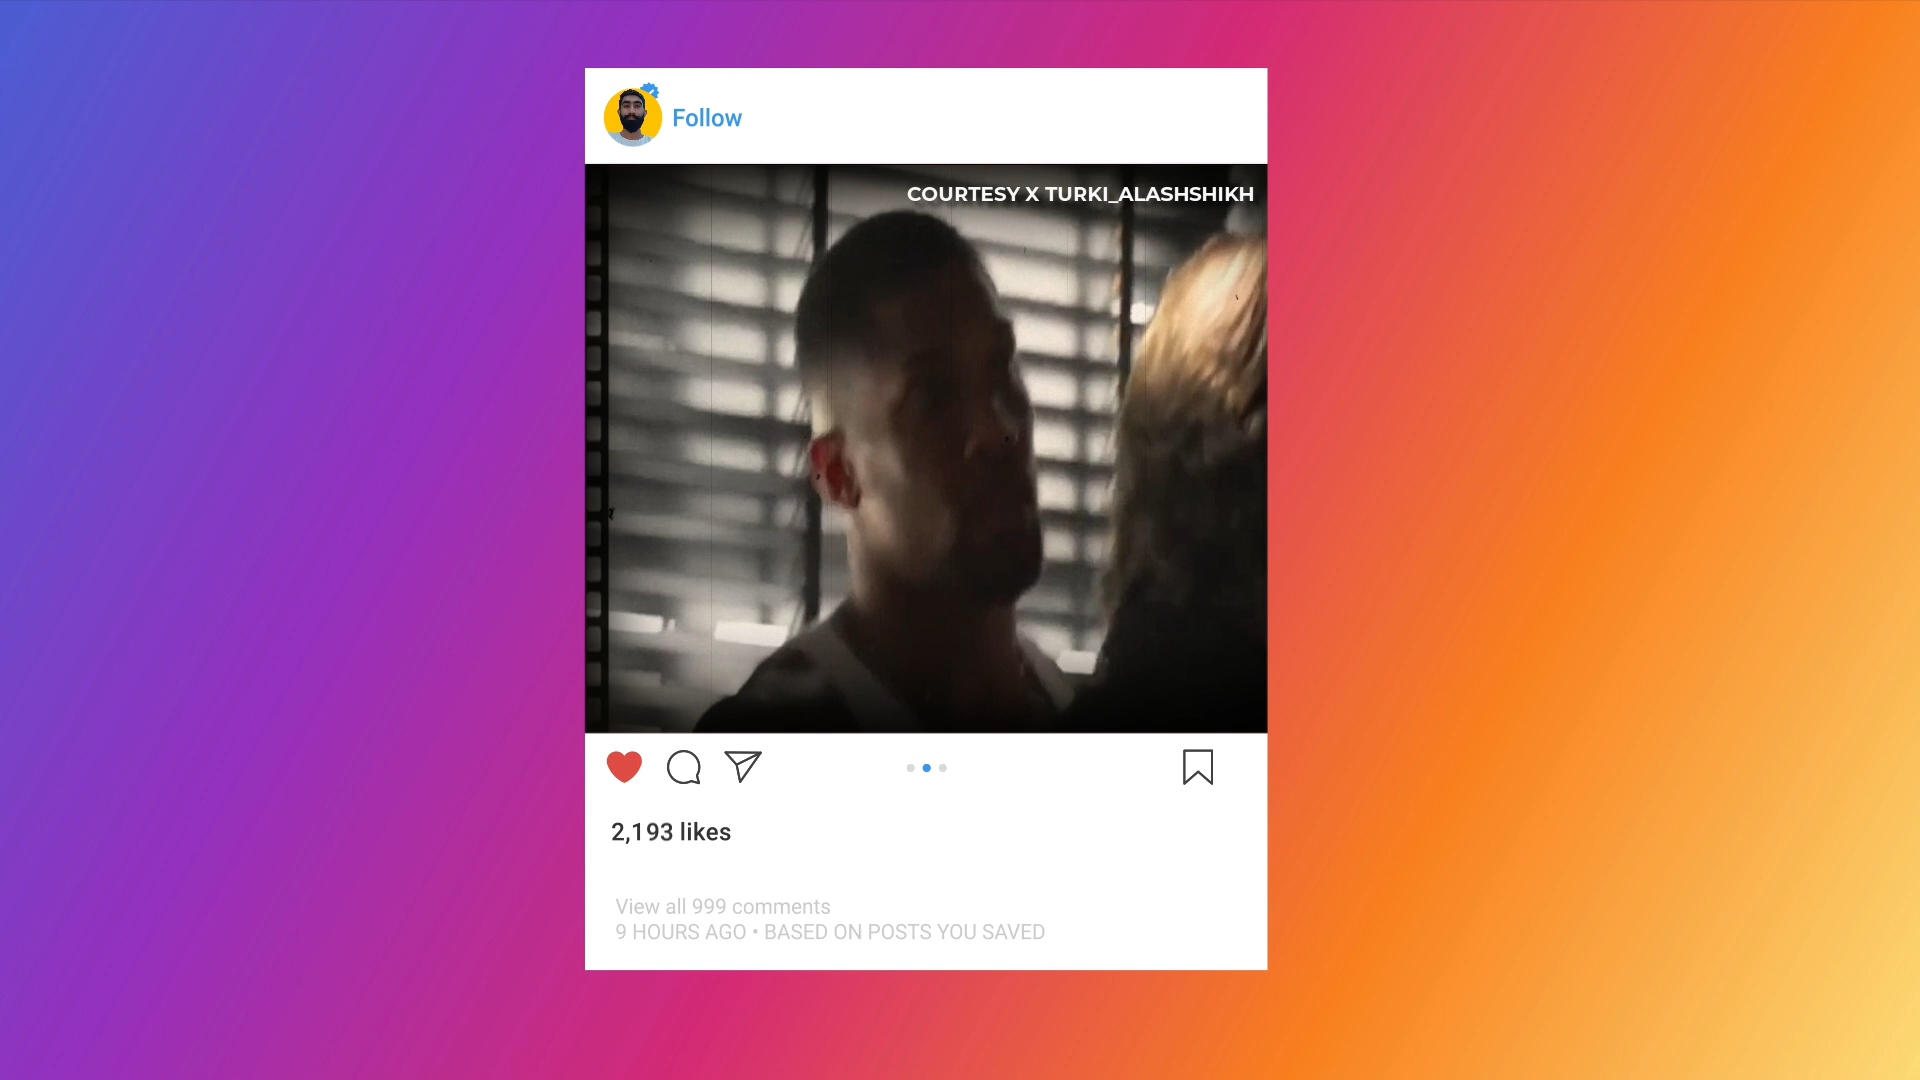 Follow
COURTESY X TURKI_ALASHSHIKH
2,193 likes
View all 999 comments
9 HOURS AGO • BASED ON POSTS YOU SAVED